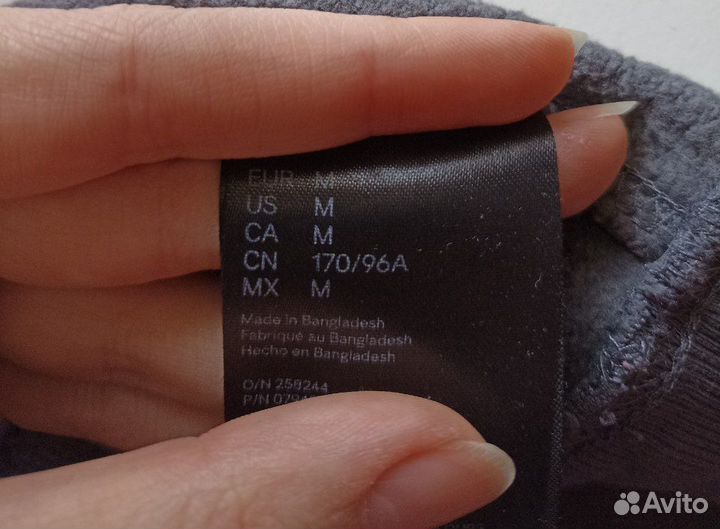 EUR M
US M
CA M
CN 170/96A
MX M
Made in Bangladesh
Fabriqué au Bangladesh
Hecho en Bangladesh
O/N 258244
P/N
Avito